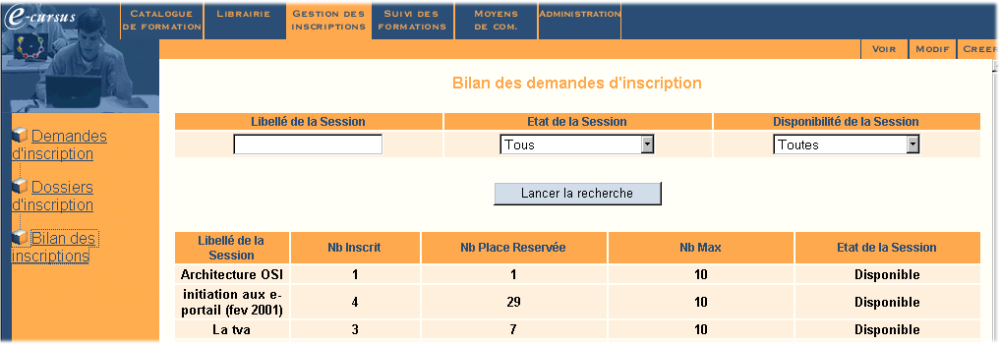 e-cursus
CATALOGUE
DE FORMATION
LIBRAIRIE
GESTION DES
INSCRIPTIONS
SUIVI DES
FORMATIONS
MOYENS
DE COM.
ADMINISTRATION
VOIR
MODIF
CREER
Demandes
d'inscription
Dossiers
d'inscription
Bilan des
inscriptions
Bilan des demandes d'inscription
Libellé de la Session Etat de la Session Disponibilité de la Session
Tous Toutes
Lancer la recherche
Libellé de la
Session
Nb Inscrit Nb Place Reservée Nb Max Etat de la Session
Architecture OSI 1 1 10 Disponible
initiation aux e-
portail (fev 2001)
4 29 10 Disponible
La tva 3 7 10 Disponible